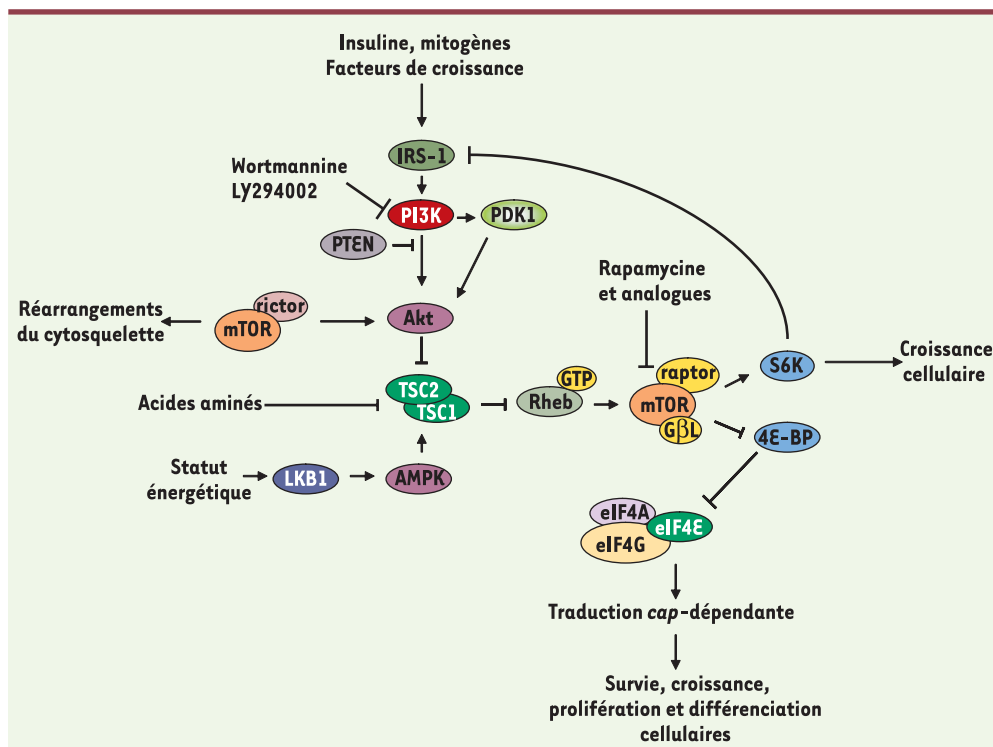 Insuline, mitogènes
Facteurs de croissance
IRS-1
Wortmannine
LY294002
PI3K
PDK1
PTEN
Rapamycine
et analogues
Réarrangements
du cytosquelette
rictor
mTOR
Akt
Croissance
cellulaire
S6K
raptor
mTOR
GβL
GTP
Rheb
TSC2
TSC1
Acides aminés
4E-BP
Statut
énergétique
LKB1
AMPK
eIF4A
eIF4E
eIF4G
Traduction cap-dépendante
Survie, croissance,
prolifération et différenciation
cellulaires